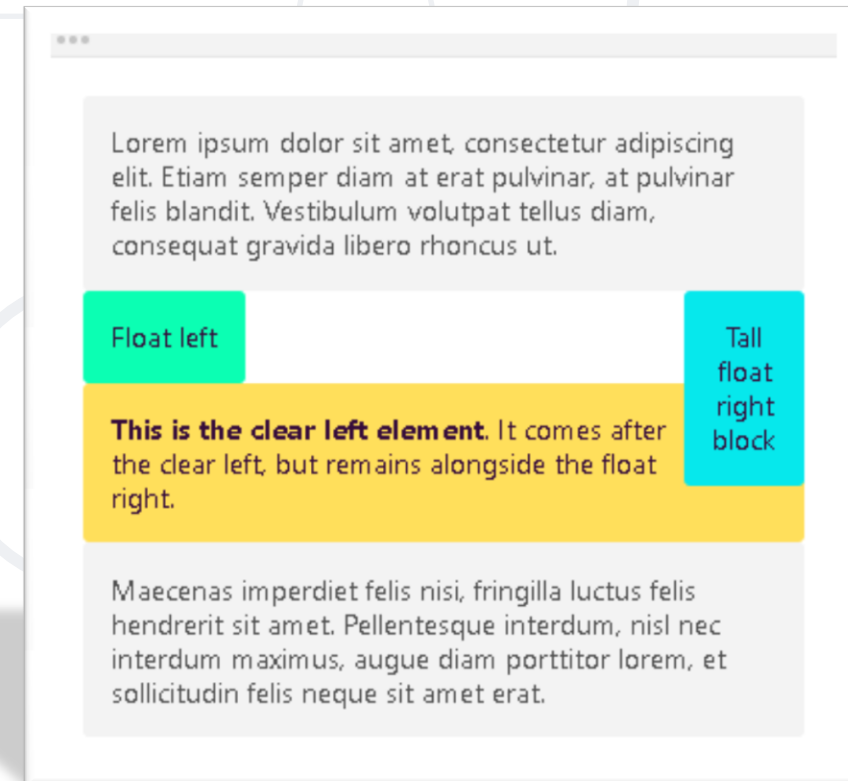 Lorem ipsum dolor sit amet, consectetur adipiscing
elit. Etiam semper diam at erat pulvinar, at pulvinar
felis blandit. Vestibulum volutpat tellus diam,
consequat gravida libero rhoncus ut.
Float left
Tall
float
right
block
This is the clear left element. It comes after
the clear left, but remains alongside the float
right.
Maecenas imperdiet felis nisi, fringilla luctus felis
hendrerit sit amet. Pellentesque interdum, nisl nec
interdum maximus, augue diam porttitor lorem, et
sollicitudin felis neque sit amet erat.